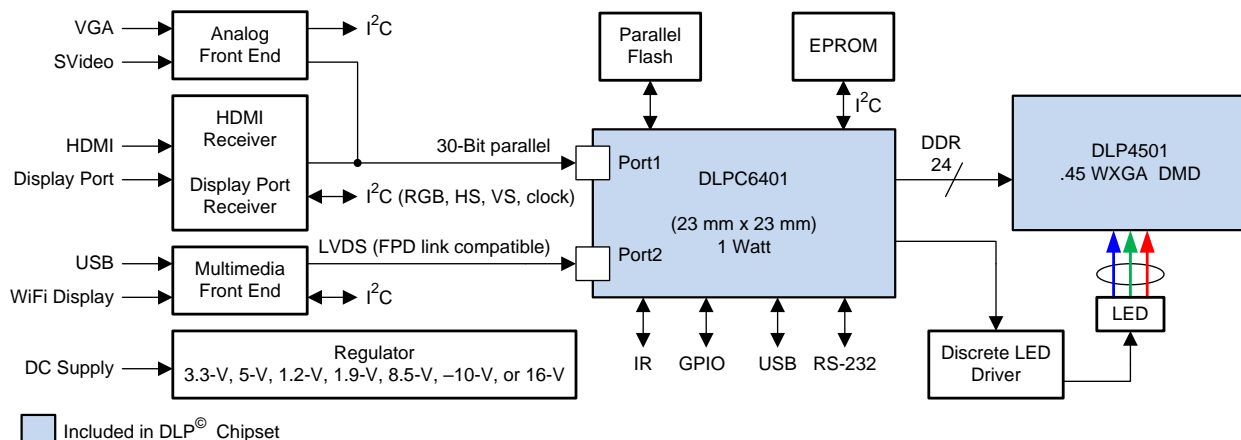 VGA
SVideo
Analog
Front End
I²C
HDMI
Display Port
HDMI
Receiver
Display Port
Receiver
30-Bit parallel
I²C (RGB, HS, VS, clock)
USB
WiFi Display
Multimedia
Front End
LVDS (FPD link compatible)
I²C
DC Supply
Regulator
3.3-V, 5-V, 1.2-V, 1.9-V, 8.5-V, –10-V, or 16-V
Parallel
Flash
EPROM
I²C
Port1
DLPC6401
(23 mm x 23 mm)
1 Watt
Port2
IR
GPIO
USB
RS-232
DDR
24
DLP4501
.45 WXGA DMD
LED
Discrete LED
Driver
Included in DLP© Chipset